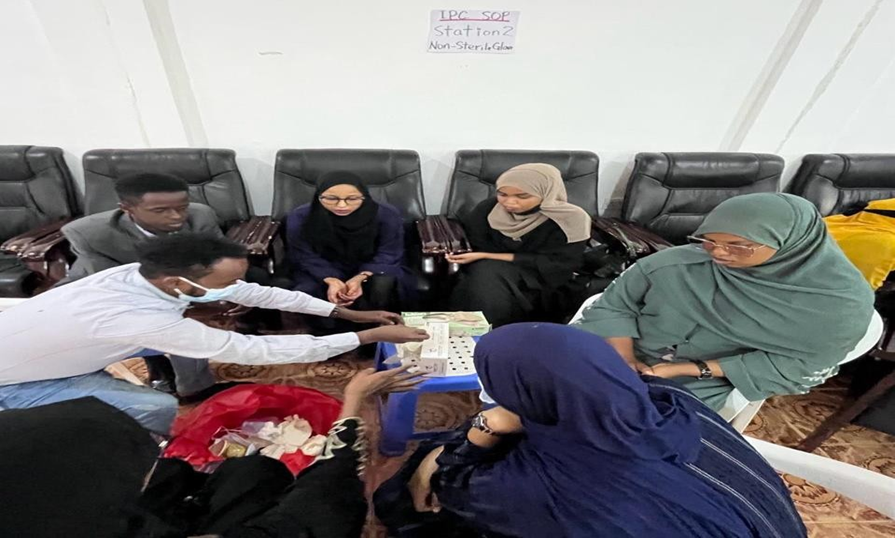 IPC SOP
Station 2
Non-Sterile Glove